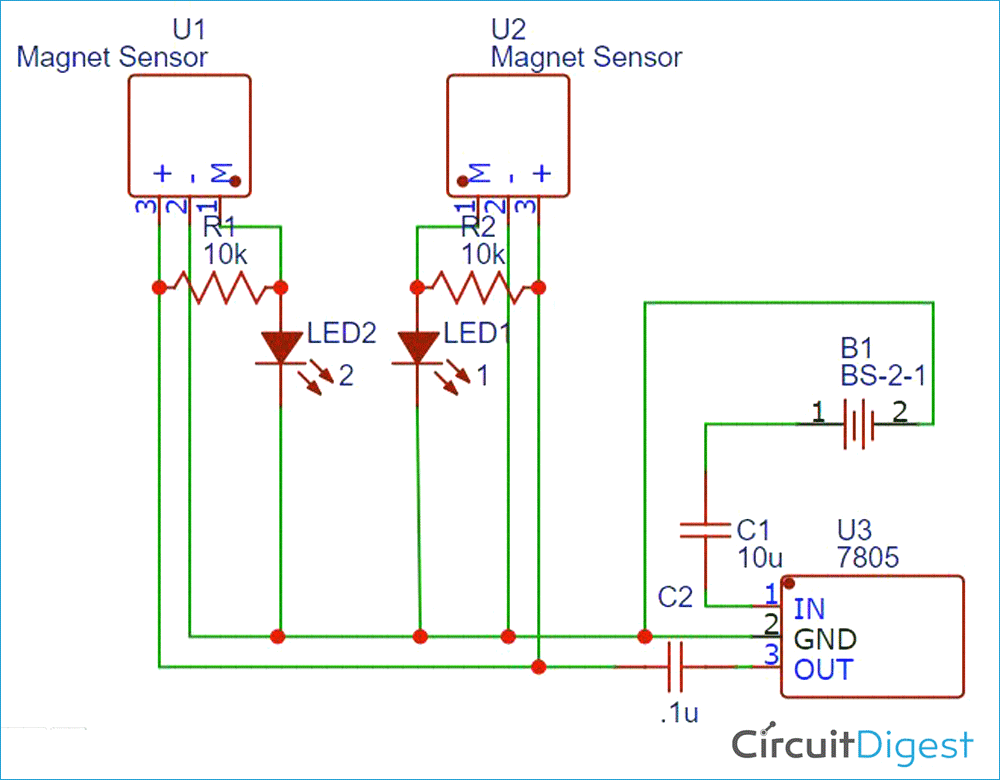 U1
Magnet Sensor
U2
Magnet Sensor
+ - M
M - +
3 2 1
1 2 3
R1
10k
R2
10k
LED2
2
LED1
1
B1
BS-2-1
1 2
C1
10u
U3
7805
C2
1 IN
2 GND
3 OUT
.1u
CircuitDigest